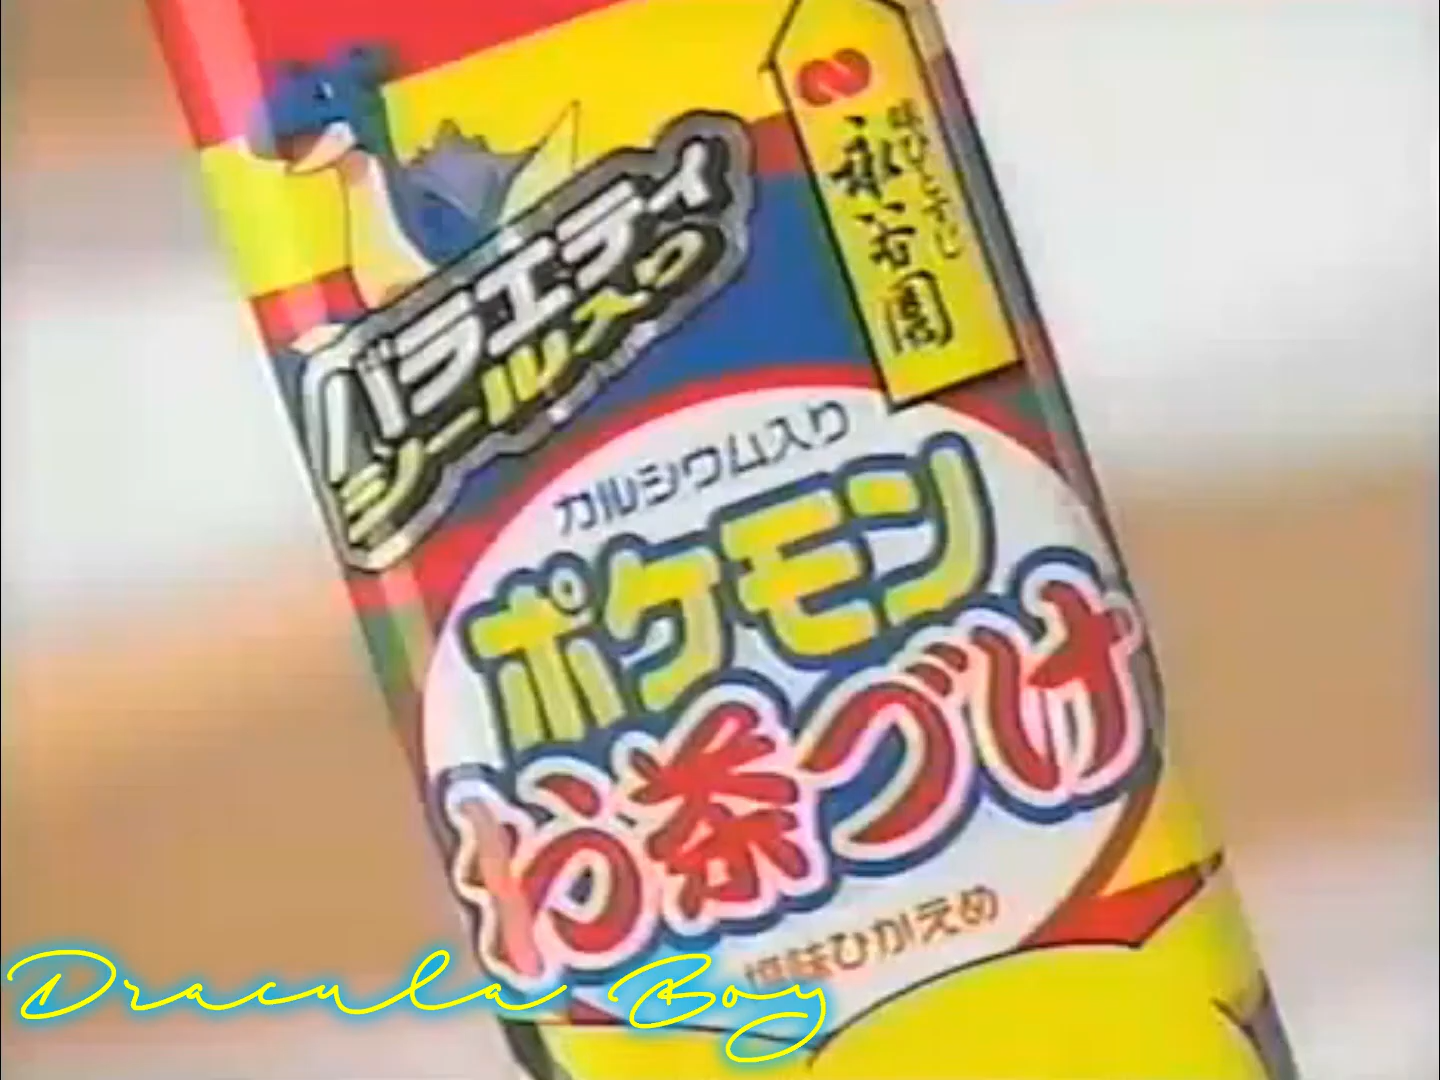 味ひとすじ
永谷園
バラエティ
シール入り
カルシウム入り
ポケモン
お茶づけ
塩味ひかえめ
Dracula Boy